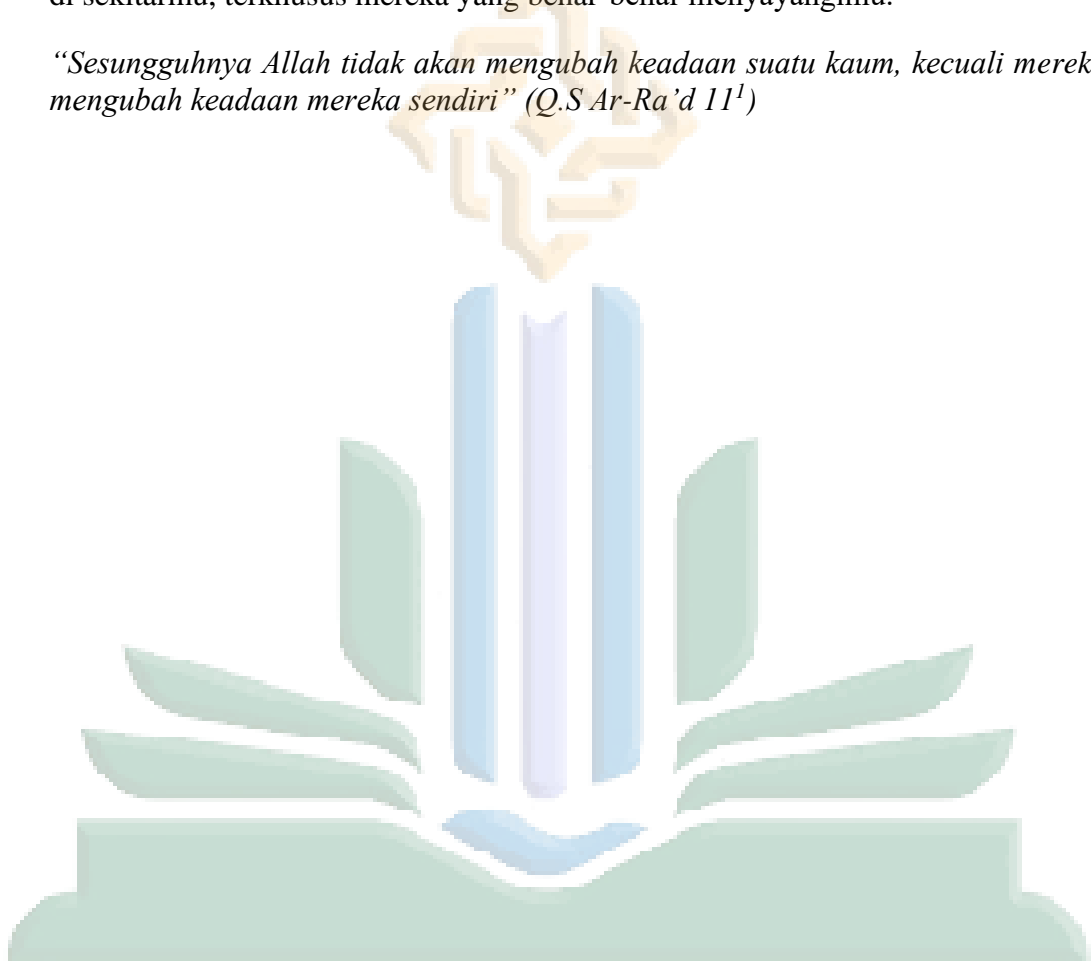 di sekitarmu, terkhusus mereka yang benar-benar menyayangimu.
“Sesungguhnya Allah tidak akan mengubah keadaan suatu kaum, kecuali merek
mengubah keadaan mereka sendiri” (Q.S Ar-Ra’d 11¹)